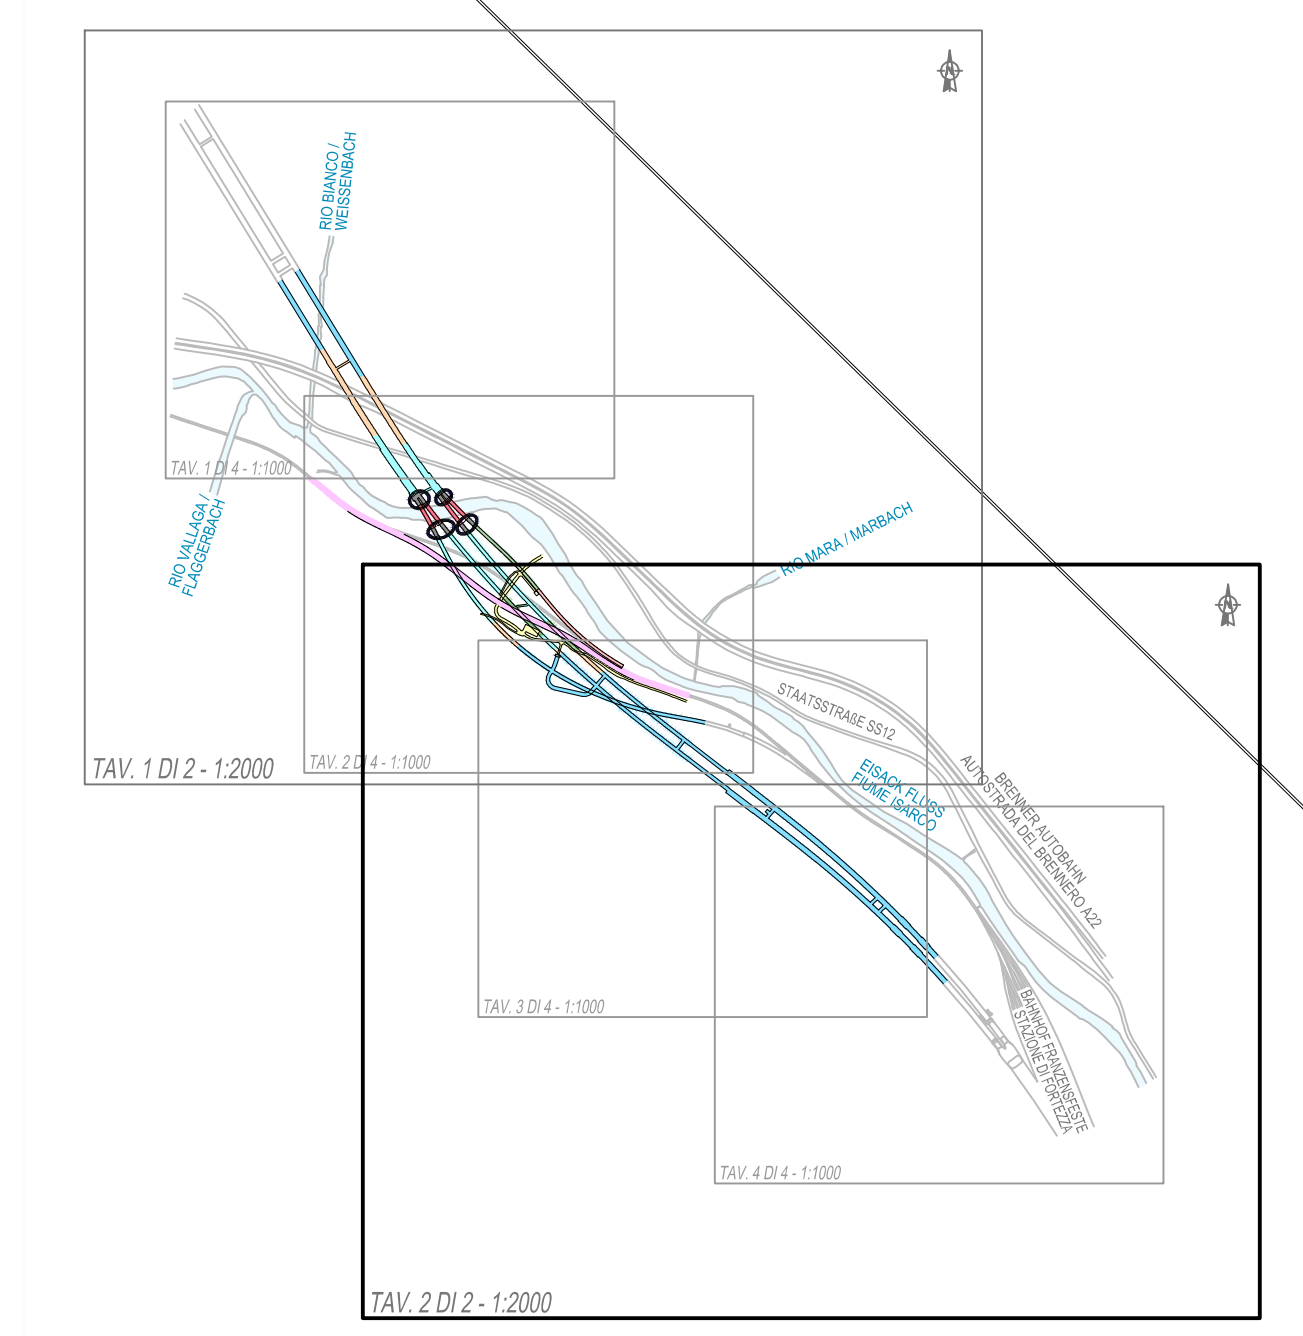 N
RIO BIANCO /
WEISSENBACH
TAV. 1 DI 4 - 1:1000
RIO VALLAGA /
FLAGGERBACH
RIO MARA / MARBACH
N
STAATSSTRAßE SS12
TAV. 1 DI 2 - 1:2000
TAV. 2 DI 4 - 1:1000
EISACK FLUSS
FIUME ISARCO
BRENNER AUTOBAHN
AUTOSTRADA DEL BRENNERO A22
TAV. 3 DI 4 - 1:1000
BAHNHOF FRANZENSFESTE
STAZIONE DI FORTEZZA
TAV. 4 DI 4 - 1:1000
TAV. 2 DI 2 - 1:2000